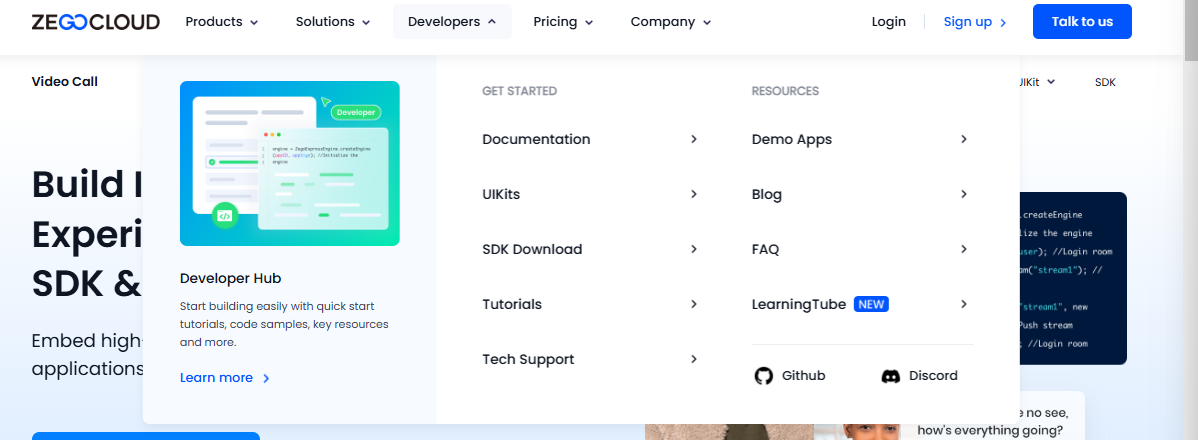 ZEGOCLOUD
Products
Solutions
Developers
Pricing
Company
Login
Sign up
Talk to us
Video Call
UIKit
SDK
Developer
engine = ZegoExpressEngine.createEngine
(appID, appSign); //Initialize the
engine
Developer Hub
Start building easily with quick start
tutorials, code samples, key resources
and more.
Learn more
GET STARTED
Documentation
UIKits
SDK Download
Tutorials
Tech Support
RESOURCES
Demo Apps
Blog
FAQ
LearningTube NEW
Github
Discord
Build
Experi
SDK &
Embed high-
applications
.createEngine
lize the engine
user); //Login room
am("stream1"); //
"stream1", new
Push stream
; //Login room
e no see,
how's everything going?